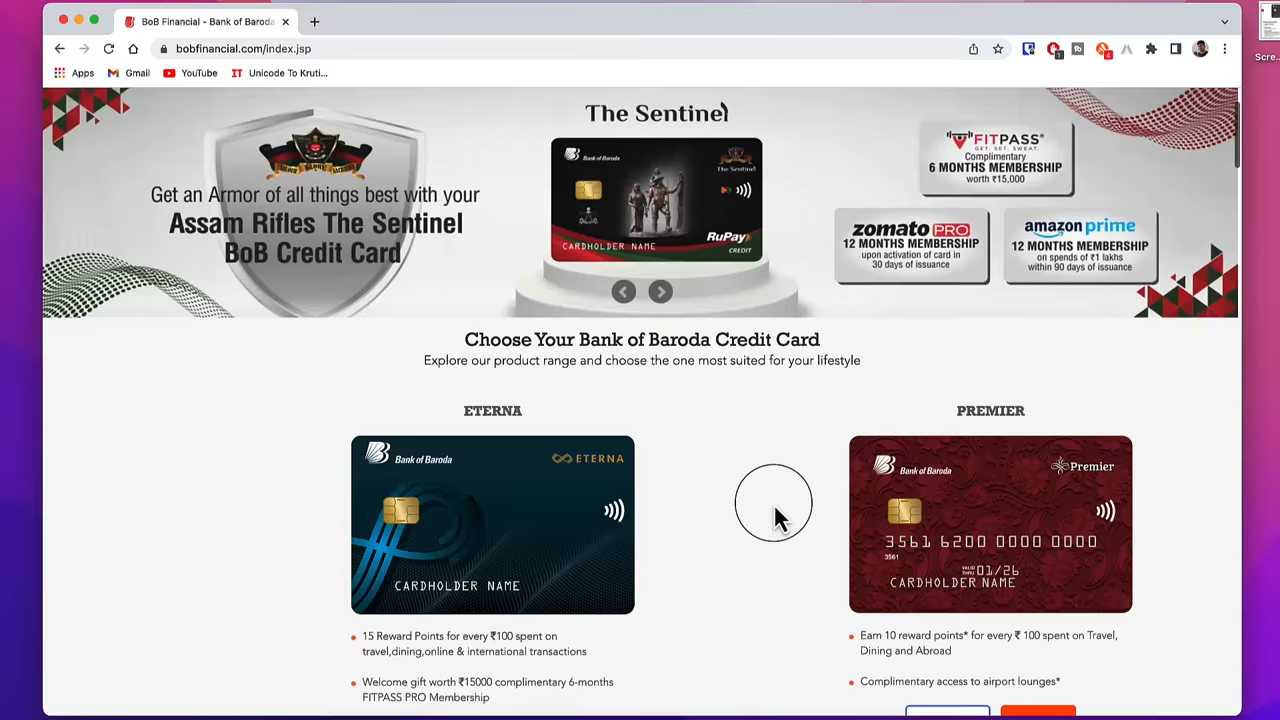 BoB Financial - Bank of Baroda
bobfinancial.com/index.jsp
Apps
Gmail
YouTube
Unicode To Kruti...
Scre...
The Sentinel
Get an Armor of all things best with your
Assam Rifles The Sentinel
BoB Credit Card
Bank of Baroda
The Sentinel
CARDHOLDER NAME
RuPay
CREDIT
FITPASS
GET. SET. SWEAT.
Complimentary
6 MONTHS MEMBERSHIP
worth ₹15,000
zomato PRO
12 MONTHS MEMBERSHIP
upon activation of card in
30 days of issuance
amazon prime
12 MONTHS MEMBERSHIP
on spends of ₹1 lakhs
within 90 days of issuance
Choose Your Bank of Baroda Credit Card
Explore our product range and choose the one most suited for your lifestyle
ETERNA
Bank of Baroda
ETERNA
CARDHOLDER NAME
15 Reward Points for every ₹100 spent on
travel,dining,online & international transactions
Welcome gift worth ₹15000 complimentary 6-months
FITPASS PRO Membership
PREMIER
Bank of Baroda
Premier
3561 6200 0000 0000
3561
VALID THRU 01/26
CARDHOLDER NAME
Earn 10 reward points* for every ₹ 100 spent on Travel,
Dining and Abroad
Complimentary access to airport lounges*